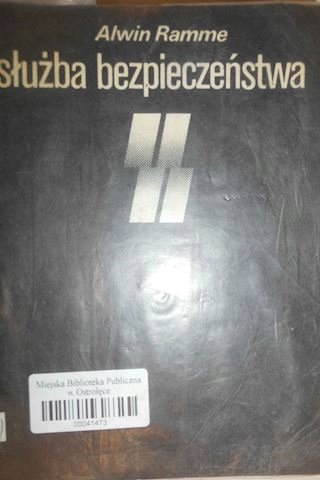 Alwin Ramme
służba bezpieczeństwa
Miejska Biblioteka Publiczna
w Ostrołęce
00041473